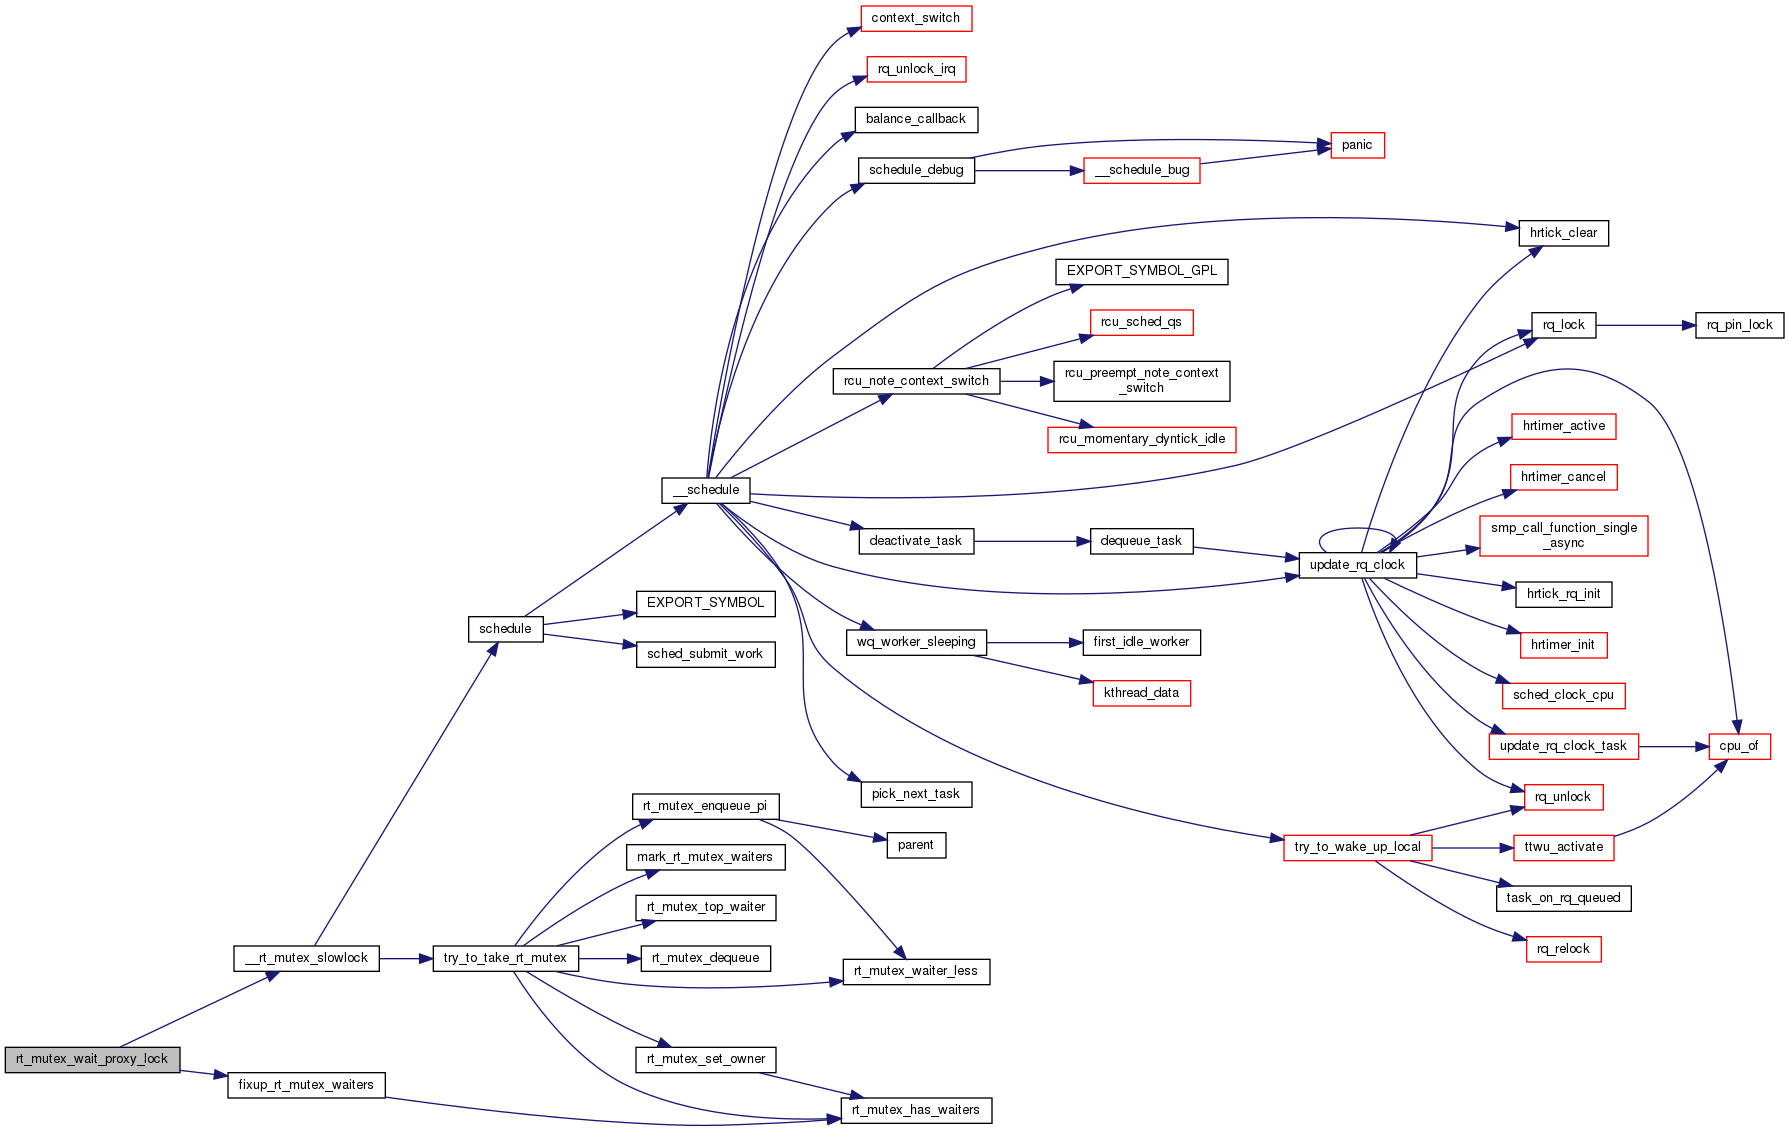 context_switch
rq_unlock_irq
balance_callback
schedule_debug
__schedule_bug
panic
hrtick_clear
EXPORT_SYMBOL_GPL
rcu_sched_qs
rq_lock
rq_pin_lock
rcu_note_context_switch
rcu_preempt_note_context
_switch
rcu_momentary_dyntick_idle
hrtimer_active
hrtimer_cancel
__schedule
deactivate_task
dequeue_task
update_rq_clock
smp_call_function_single
_async
hrtick_rq_init
schedule
EXPORT_SYMBOL
sched_submit_work
wq_worker_sleeping
first_idle_worker
kthread_data
hrtimer_init
sched_clock_cpu
update_rq_clock_task
cpu_of
pick_next_task
rq_unlock
rt_mutex_enqueue_pi
parent
try_to_wake_up_local
ttwu_activate
mark_rt_mutex_waiters
rt_mutex_top_waiter
task_on_rq_queued
rq_relock
__rt_mutex_slowlock
try_to_take_rt_mutex
rt_mutex_dequeue
rt_mutex_waiter_less
rt_mutex_wait_proxy_lock
rt_mutex_set_owner
fixup_rt_mutex_waiters
rt_mutex_has_waiters